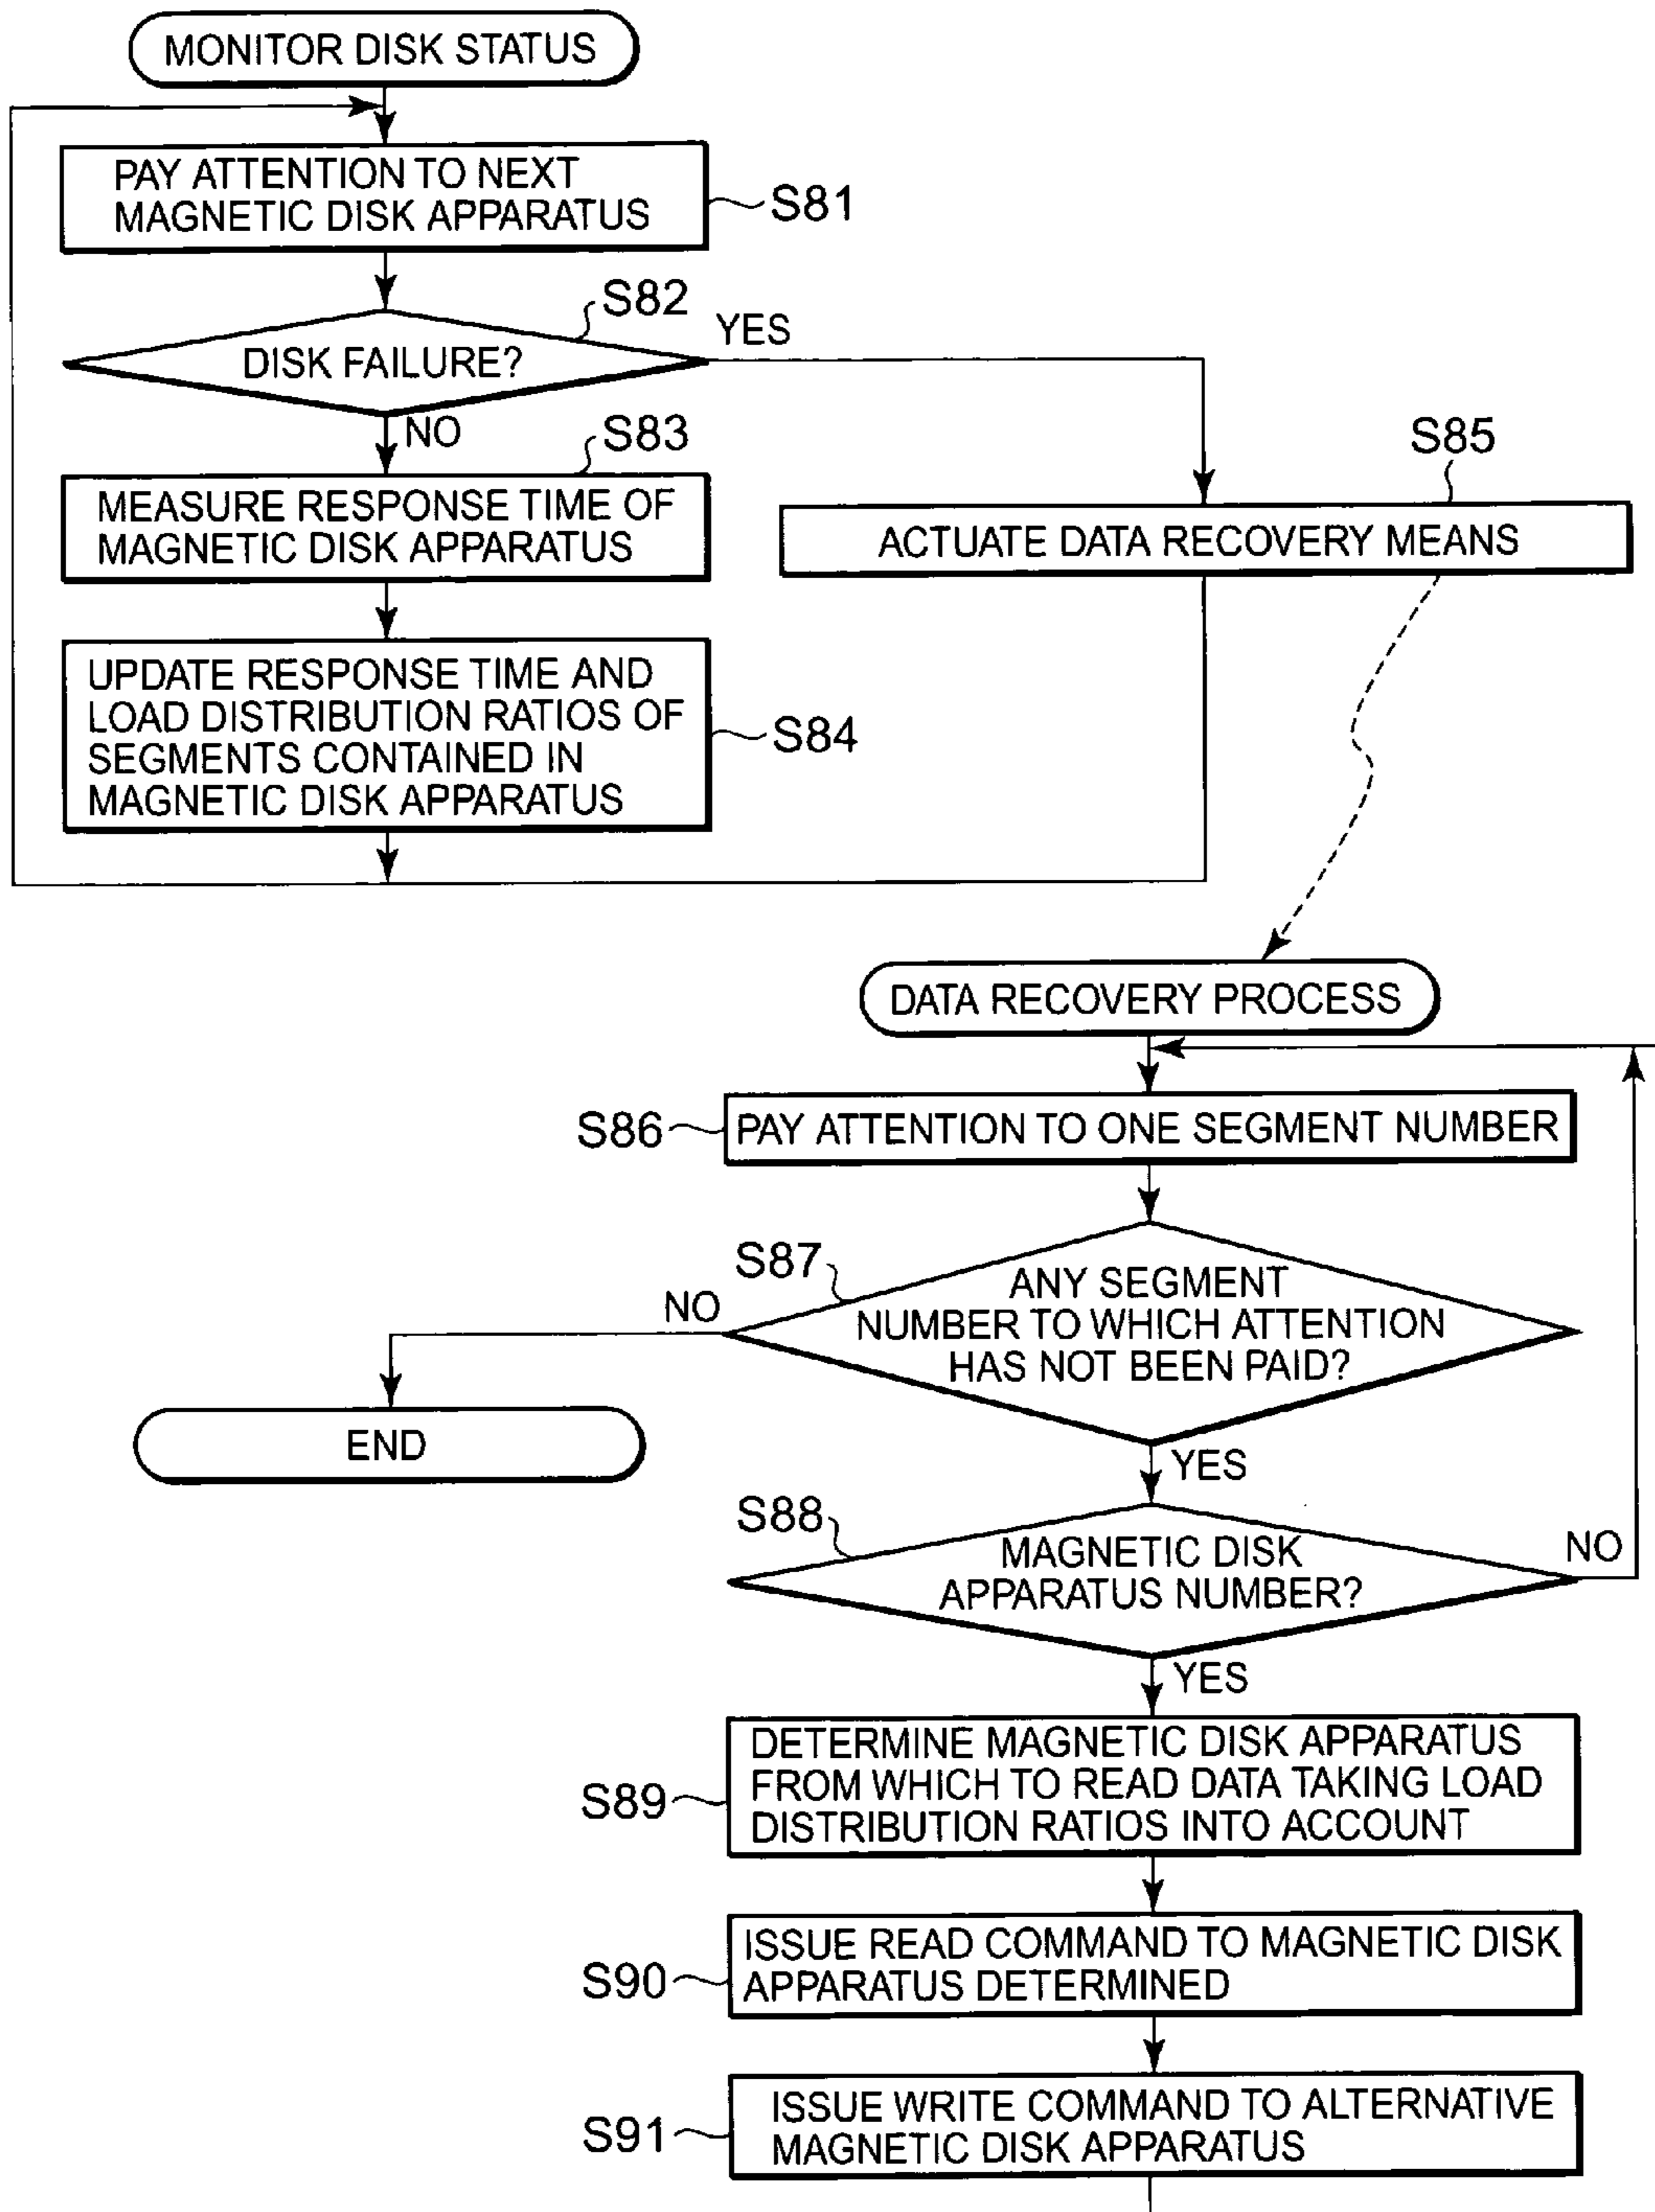 MONITOR DISK STATUS
PAY ATTENTION TO NEXT
MAGNETIC DISK APPARATUS
S81
S82
DISK FAILURE?
YES
NO
S83
MEASURE RESPONSE TIME OF
MAGNETIC DISK APPARATUS
S85
ACTUATE DATA RECOVERY MEANS
UPDATE RESPONSE TIME AND
LOAD DISTRIBUTION RATIOS OF
SEGMENTS CONTAINED IN
MAGNETIC DISK APPARATUS
S84
DATA RECOVERY PROCESS
S86
PAY ATTENTION TO ONE SEGMENT NUMBER
S87
ANY SEGMENT
NUMBER TO WHICH ATTENTION
HAS NOT BEEN PAID?
NO
END
YES
S88
MAGNETIC DISK
APPARATUS NUMBER?
NO
YES
S89
DETERMINE MAGNETIC DISK APPARATUS
FROM WHICH TO READ DATA TAKING LOAD
DISTRIBUTION RATIOS INTO ACCOUNT
S90
ISSUE READ COMMAND TO MAGNETIC DISK
APPARATUS DETERMINED
S91
ISSUE WRITE COMMAND TO ALTERNATIVE
MAGNETIC DISK APPARATUS